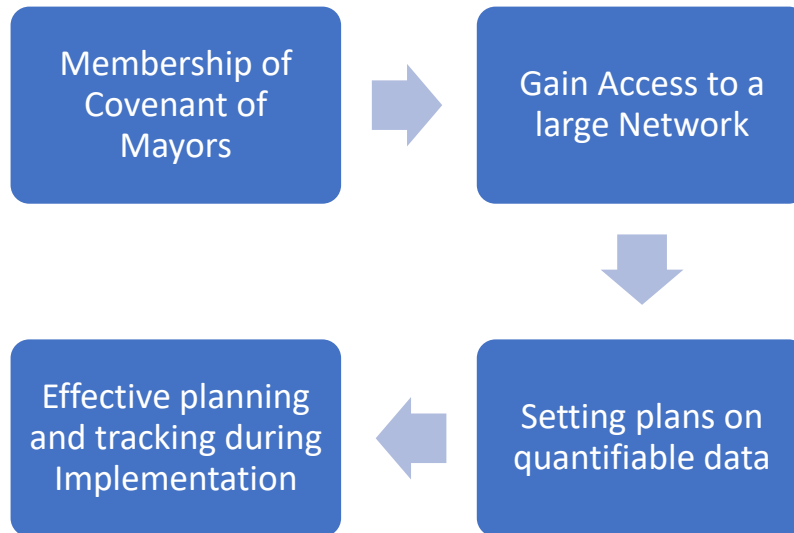 Membership of
Covenant of
Mayors
Gain Access to a
large Network
Setting plans on
quantifiable data
Effective planning
and tracking during
Implementation